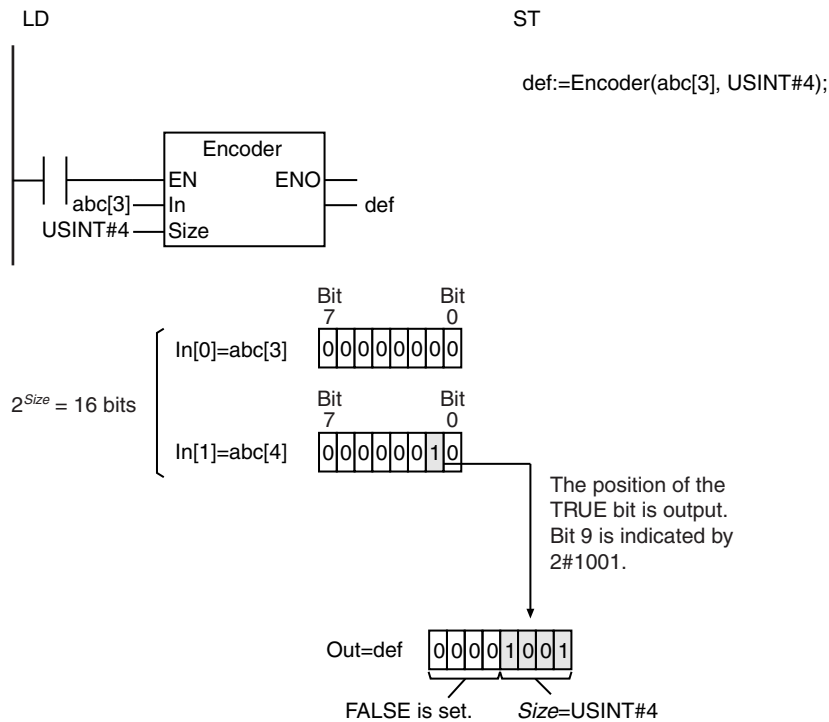 LD
ST
def:=Encoder(abc[3], USINT#4);
Encoder
EN ENO
abc[3] In def
USINT#4 Size
Bit Bit
7 0
In[0]=abc[3] 0 0 0 0 0 0 0 0
2^Size = 16 bits
Bit Bit
7 0
In[1]=abc[4] 0 0 0 0 0 0 1 0
The position of the
TRUE bit is output.
Bit 9 is indicated by
2#1001.
Out=def 0 0 0 0 1 0 0 1
FALSE is set. Size=USINT#4